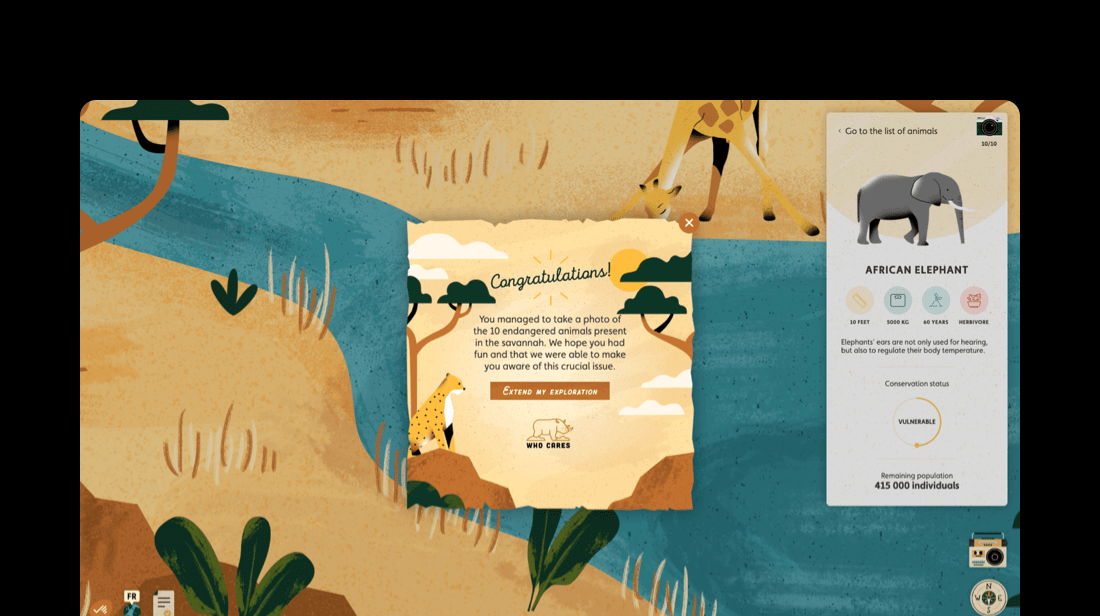 ‹ Go to the list of animals
10/10
Congratulations!
You managed to take a photo of
the 10 endangered animals present
in the savannah. We hope you had
fun and that we were able to make
you aware of this crucial issue.
EXTEND MY EXPLORATION
WHO CARES
AFRICAN ELEPHANT
10 FEET
5000 KG
60 YEARS
HERBIVORE
Elephants' ears are not only used for hearing,
but also to regulate their body temperature.
Conservation status
VULNERABLE
Remaining population
415 000 individuals
FR
N
W E
S